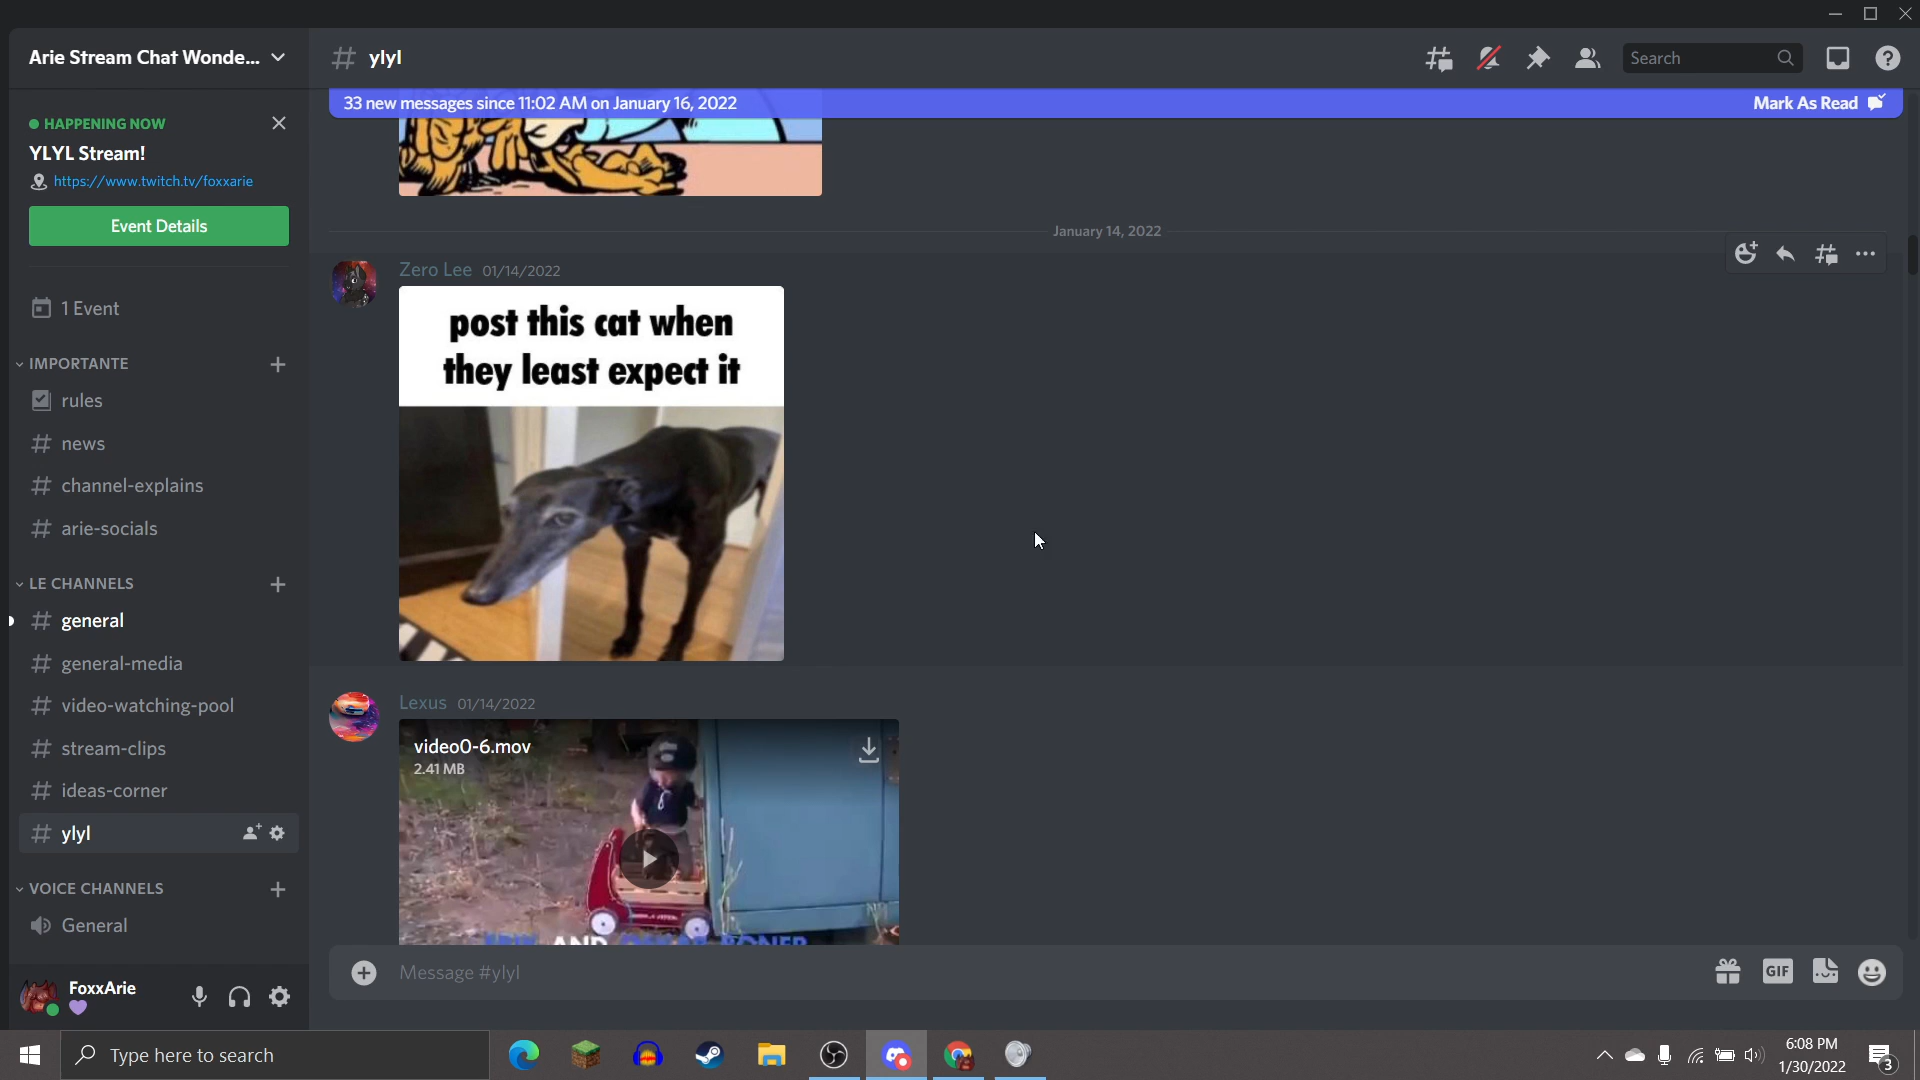 Arie Stream Chat Wonde...
ylyl
Search
HAPPENING NOW
YLYL Stream!
https://www.twitch.tv/foxxarie
Event Details
1 Event
IMPORTANTE
rules
news
channel-explains
arie-socials
LE CHANNELS
general
general-media
video-watching-pool
stream-clips
ideas-corner
ylyl
VOICE CHANNELS
General
FoxxArie
33 new messages since 11:02 AM on January 16, 2022
Mark As Read
January 14, 2022
Zero Lee 01/14/2022
post this cat when
they least expect it
Lexus 01/14/2022
video0-6.mov
2.41 MB
Message #ylyl
GIF
Type here to search
6:08 PM
1/30/2022
3